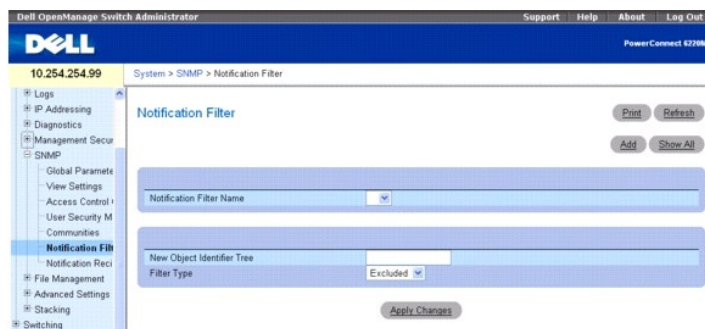 Dell OpenManage Switch Administrator
Support Help About Log Out
DELL
PowerConnect 6220M
10.254.254.99
System > SNMP > Notification Filter
Logs
IP Addressing
Diagnostics
Management Secur
SNMP
Global Paramete
View Settings
Access Control
User Security M
Communities
Notification Filt
Notification Reci
File Management
Advanced Settings
Stacking
Switching
Notification Filter
Print Refresh
Add Show All
Notification Filter Name
New Object Identifier Tree
Filter Type Excluded
Apply Changes